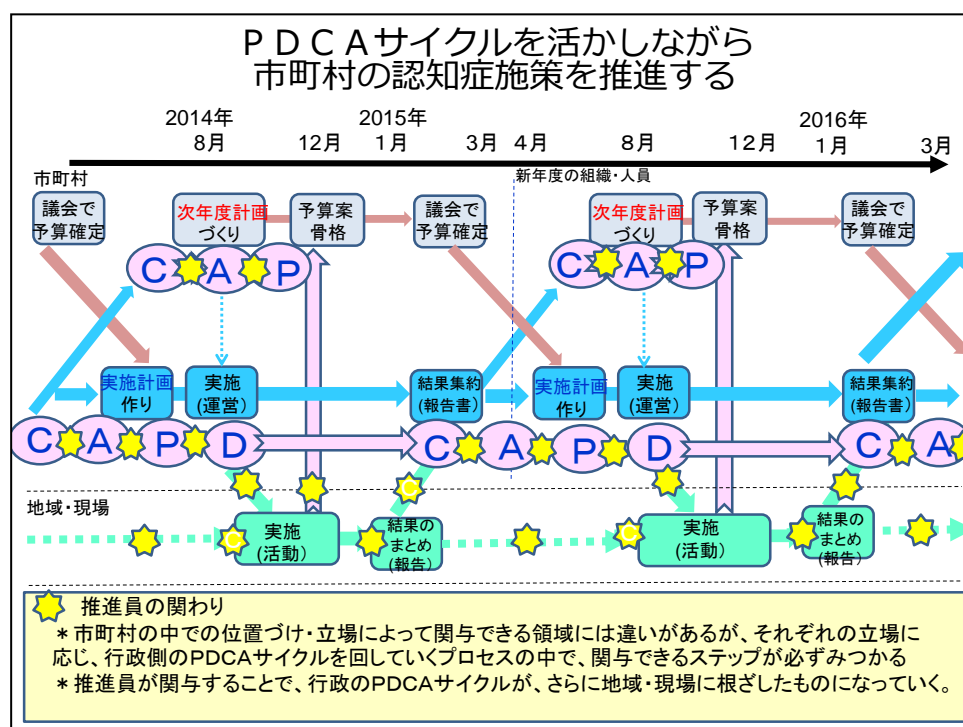 ＰＤＣＡサイクルを活かしながら
市町村の認知症施策を推進する
2014年
8月
12月
2015年
1月
3月
4月
8月
12月
2016年
1月
3月
市町村
新年度の組織・人員
議会で
予算確定
次年度計画
づくり
予算案
骨格
議会で
予算確定
次年度計画
づくり
予算案
骨格
議会で
予算確定
C A P
C A P
実施計画
作り
実施
(運営)
結果集約
(報告書)
実施計画
作り
実施
(運営)
結果集約
(報告書)
C A P D
C A P D
C A
C
地域・現場
C
実施
(活動)
結果の
まとめ
(報告)
C
実施
(活動)
結果の
まとめ
(報告)
推進員の関わり
＊市町村の中での位置づけ・立場によって関与できる領域には違いがあるが、それぞれの立場に
応じ、行政側のPDCAサイクルを回していくプロセスの中で、関与できるステップが必ずみつかる
＊推進員が関与することで、行政のPDCAサイクルが、さらに地域・現場に根ざしたものになっていく。